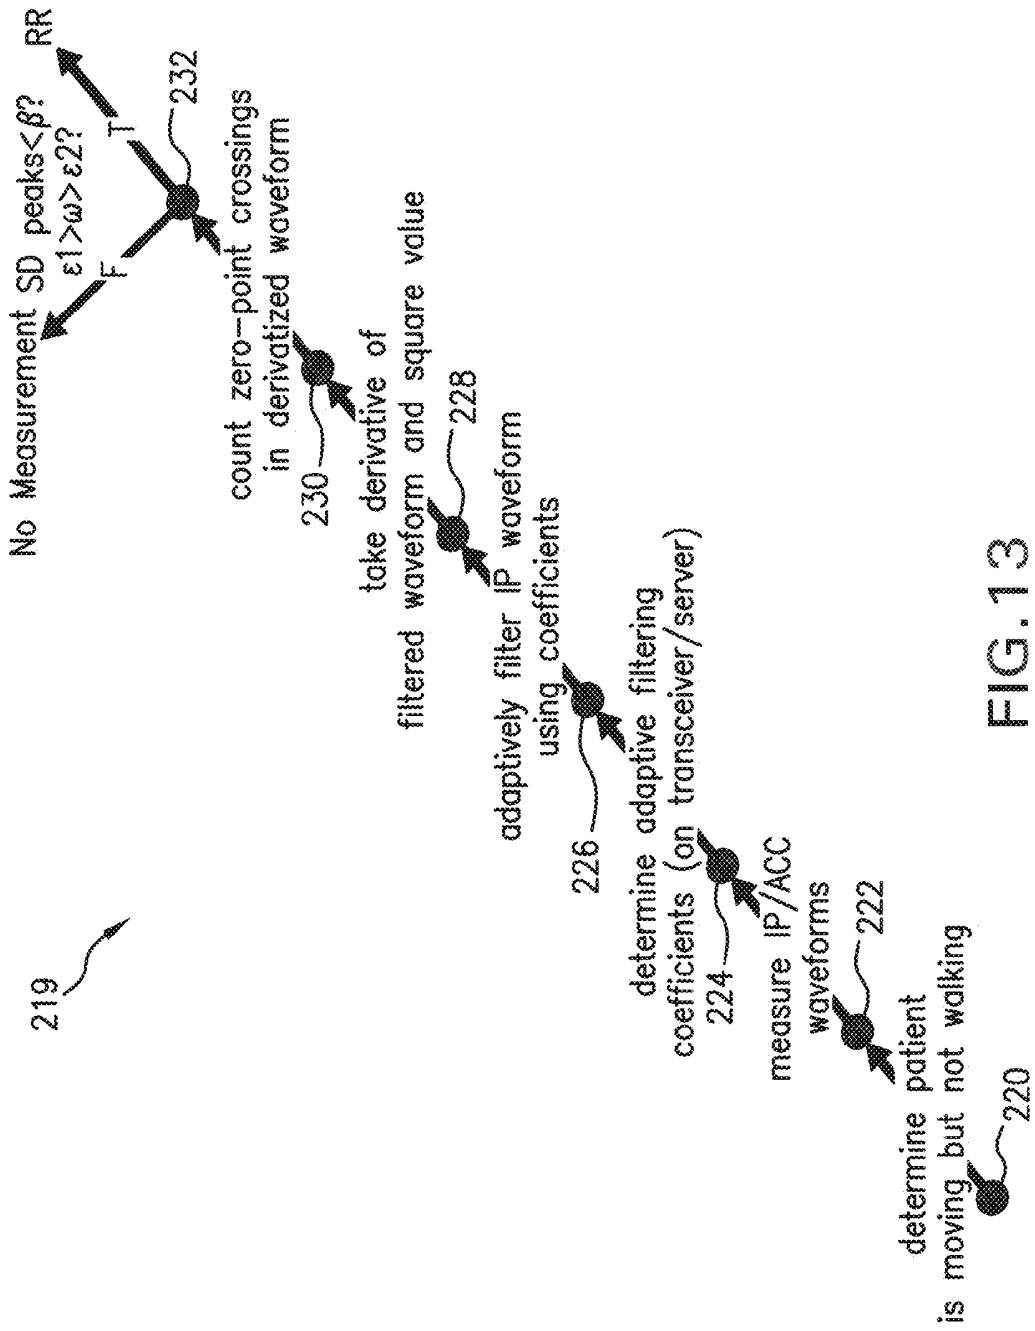 No Measurement SD peaks<β? RR
ε1>ω>ε2?
F
T
232
count zero-point crossings
in derivatized waveform
230
take derivative of
filtered waveform and square value
228
adaptively filter IP waveform
using coefficients
226
determine adaptive filtering
coefficients (on transceiver/server)
224
measure IP/ACC
waveforms
222
determine patient
is moving but not walking
220
219
FIG.13